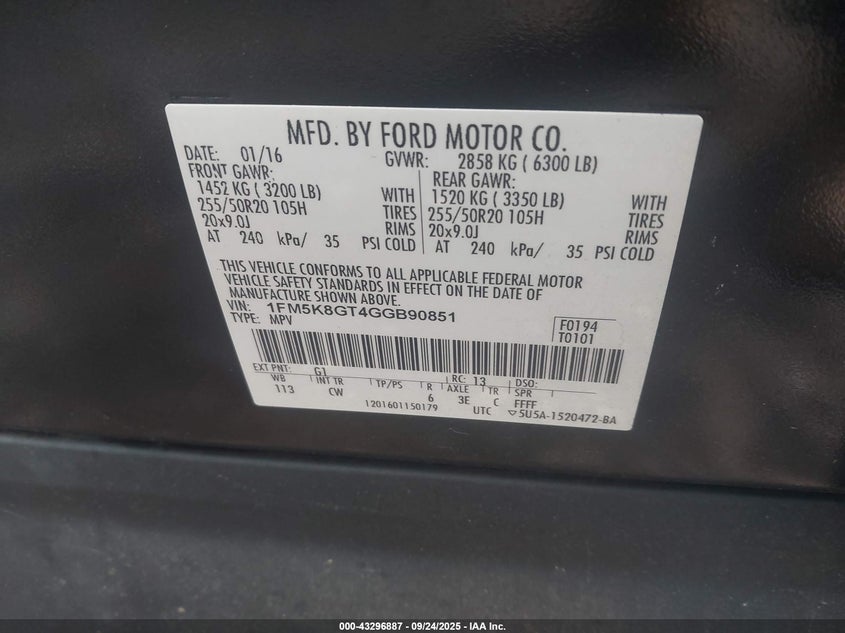 MFD. BY FORD MOTOR CO.
DATE: 01/16 GVWR: 2858 KG ( 6300 LB)
FRONT GAWR: REAR GAWR:
1452 KG ( 3200 LB) WITH 1520 KG ( 3350 LB) WITH
255/50R20 105H TIRES 255/50R20 105H TIRES
20x9.0J RIMS 20x9.0J RIMS
AT 240 kPa/ 35 PSI COLD AT 240 kPa/ 35 PSI COLD
THIS VEHICLE CONFORMS TO ALL APPLICABLE FEDERAL MOTOR
VEHICLE SAFETY STANDARDS IN EFFECT ON THE DATE OF
MANUFACTURE SHOWN ABOVE.
VIN: 1FM5K8GT4GGB90851
TYPE: MPV
F0194
T0101
EXT PNT: G1 RC: 13 DSO:
WB INT TR TP/PS R AXLE TR SPR
113 CW 6 3E C FFFF
1201601150179 UTC ▽5U5A-1520472-BA
000-43296887 - 09/24/2025 - IAA Inc.